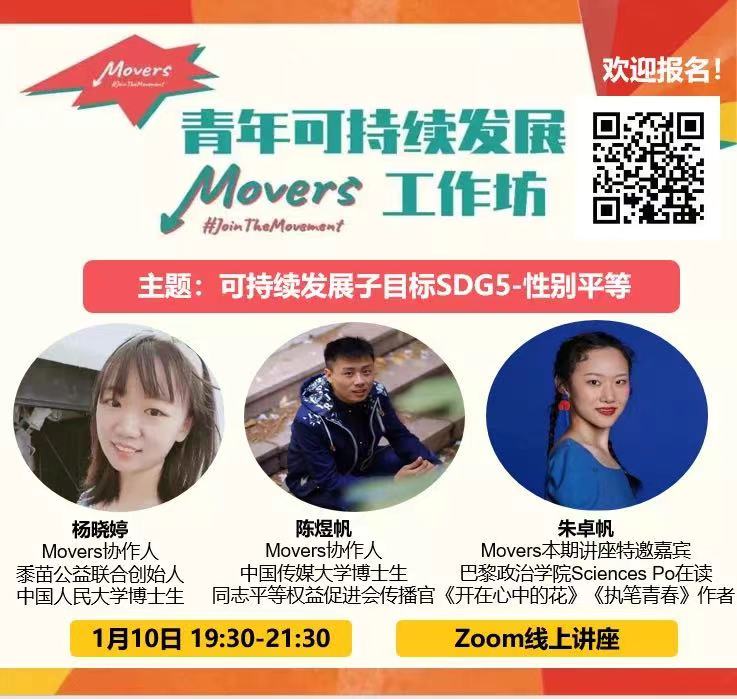 Movers
#JoinTheMovement
欢迎报名！
青年可持续发展
Movers 工作坊
#JoinTheMovement
主题：可持续发展子目标SDG5-性别平等
杨晓婷
Movers协作人
黍苗公益联合创始人
中国人民大学博士生
陈煜帆
Movers协作人
中国传媒大学博士生
同志平等权益促进会传播官
朱卓帆
Movers本期讲座特邀嘉宾
巴黎政治学院Sciences Po在读
《开在心中的花》《执笔青春》作者
1月10日 19:30-21:30
Zoom线上讲座